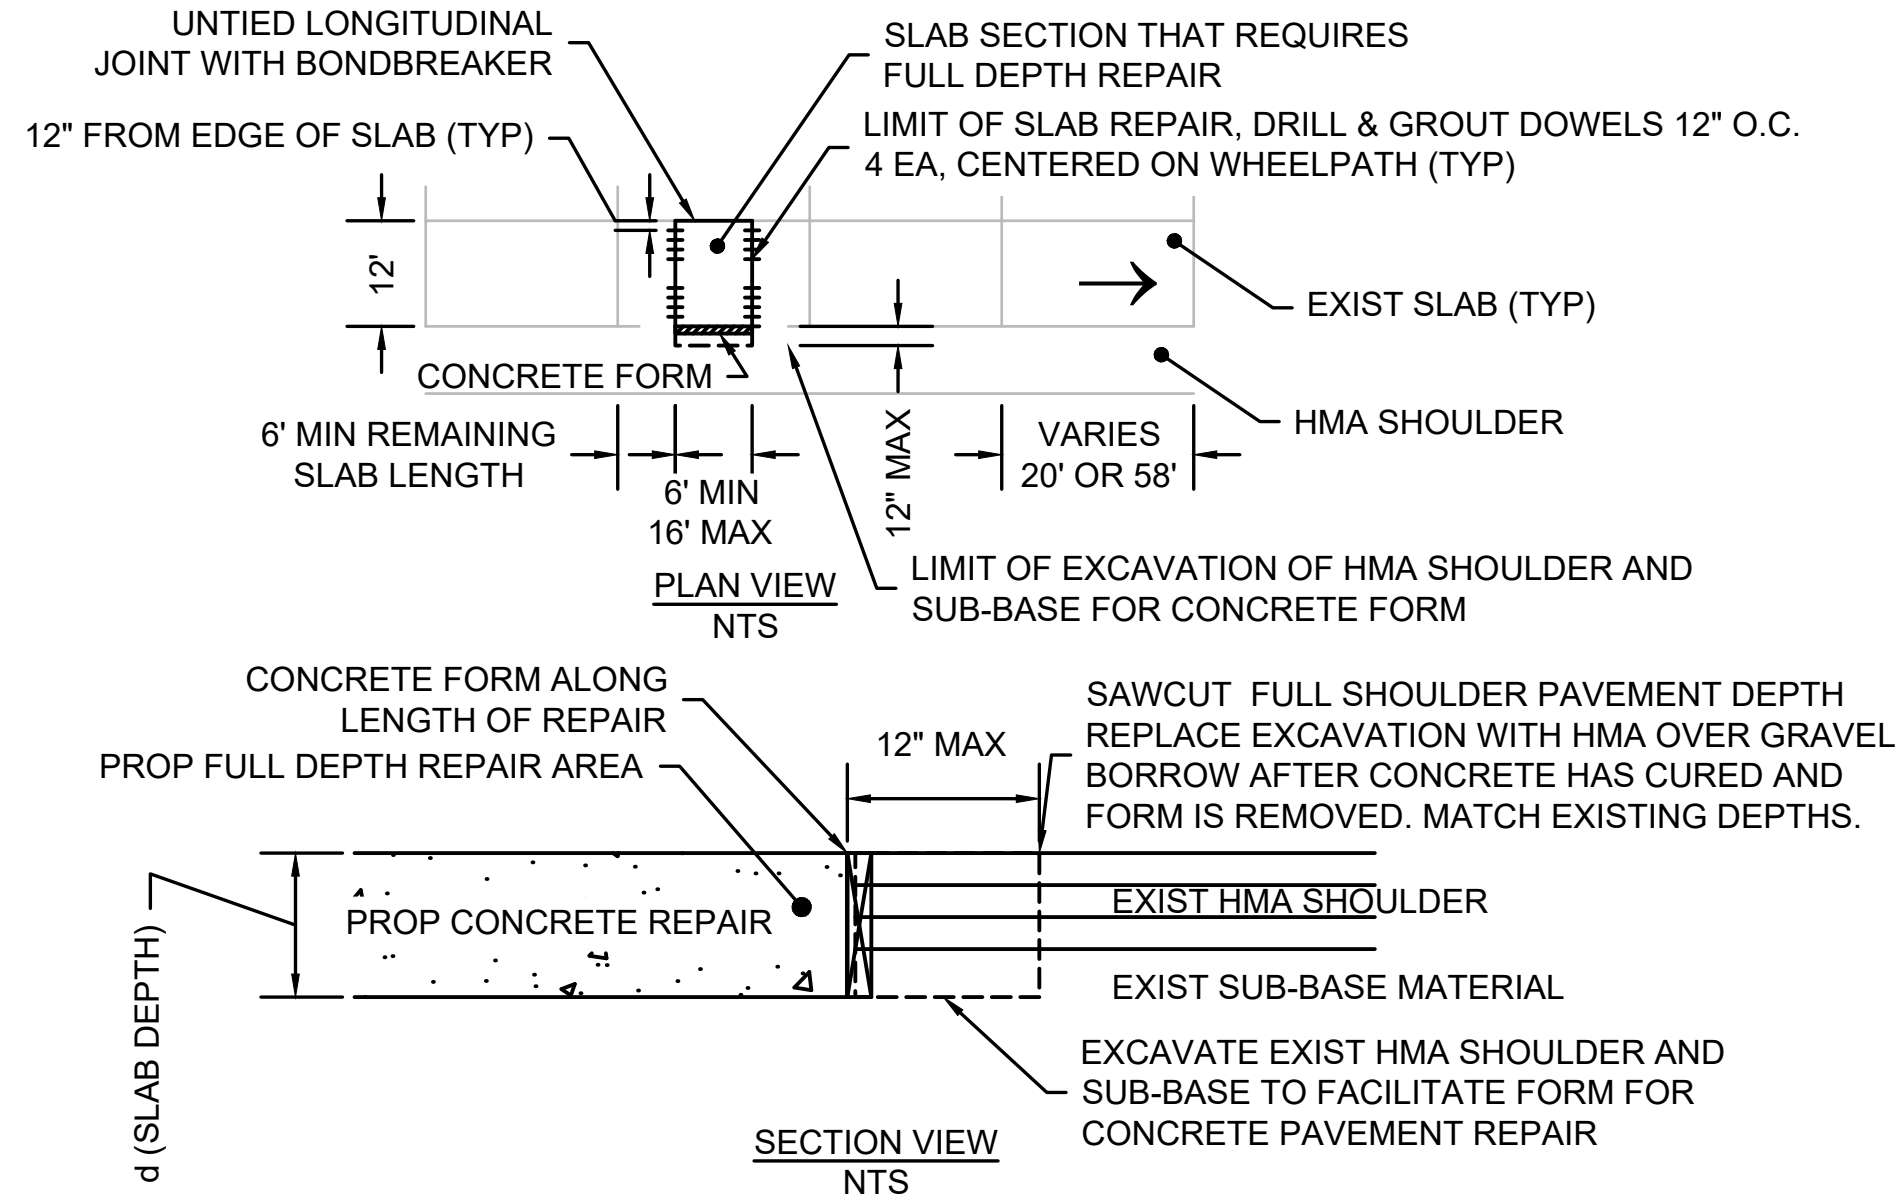 UNTIED LONGITUDINAL
JOINT WITH BONDBREAKER
SLAB SECTION THAT REQUIRES
FULL DEPTH REPAIR
12" FROM EDGE OF SLAB (TYP)
LIMIT OF SLAB REPAIR, DRILL & GROUT DOWELS 12" O.C.
4 EA, CENTERED ON WHEELPATH (TYP)
12'
EXIST SLAB (TYP)
CONCRETE FORM
HMA SHOULDER
6' MIN REMAINING
SLAB LENGTH
6' MIN
16' MAX
12" MAX
VARIES
20' OR 58'
LIMIT OF EXCAVATION OF HMA SHOULDER AND
SUB-BASE FOR CONCRETE FORM
PLAN VIEW
NTS
CONCRETE FORM ALONG
LENGTH OF REPAIR
PROP FULL DEPTH REPAIR AREA
12" MAX
SAWCUT FULL SHOULDER PAVEMENT DEPTH
REPLACE EXCAVATION WITH HMA OVER GRAVEL
BORROW AFTER CONCRETE HAS CURED AND
FORM IS REMOVED. MATCH EXISTING DEPTHS.
PROP CONCRETE REPAIR
EXIST HMA SHOULDER
EXIST SUB-BASE MATERIAL
d (SLAB DEPTH)
EXCAVATE EXIST HMA SHOULDER AND
SUB-BASE TO FACILITATE FORM FOR
CONCRETE PAVEMENT REPAIR
SECTION VIEW
NTS